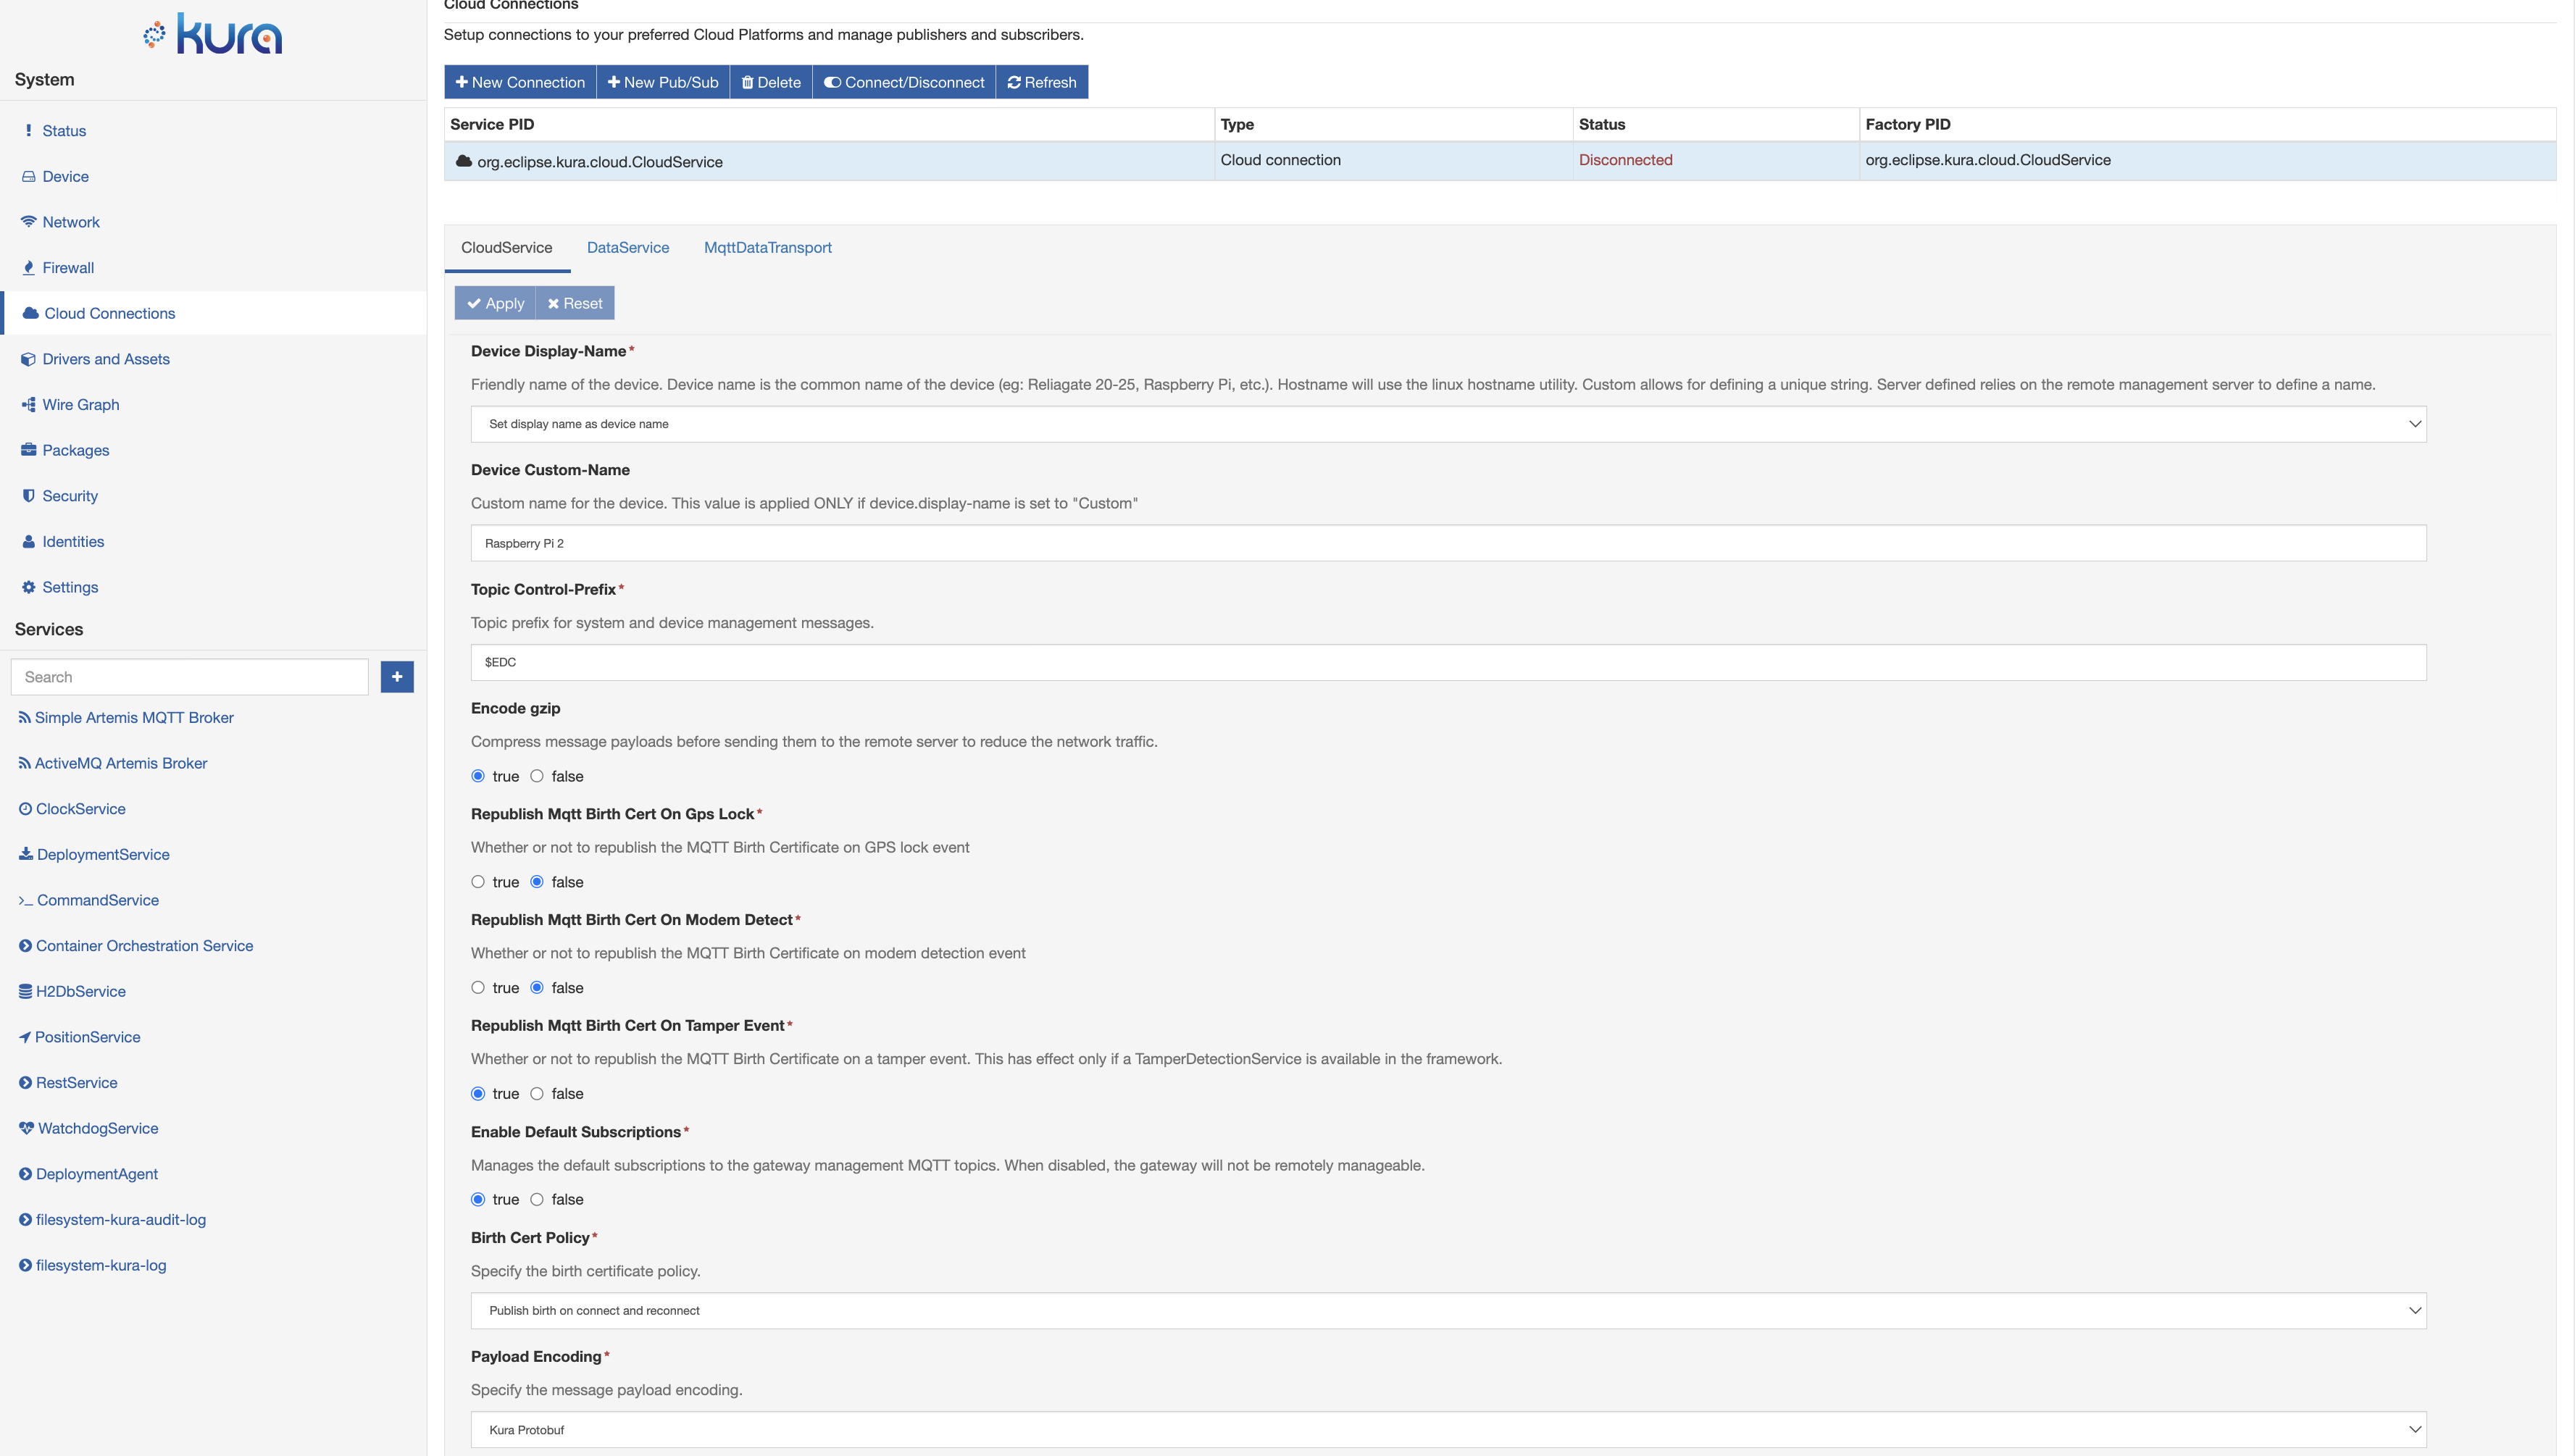 kura
System
Status
Device
Network
Firewall
Cloud Connections
Drivers and Assets
Wire Graph
Packages
Security
Identities
Settings
Services
Search
+
Simple Artemis MQTT Broker
ActiveMQ Artemis Broker
ClockService
DeploymentService
CommandService
Container Orchestration Service
H2DbService
PositionService
RestService
WatchdogService
DeploymentAgent
filesystem-kura-audit-log
filesystem-kura-log
Cloud Connections
Setup connections to your preferred Cloud Platforms and manage publishers and subscribers.
New Connection New Pub/Sub Delete Connect/Disconnect Refresh
Service PID Type Status Factory PID
org.eclipse.kura.cloud.CloudService Cloud connection Disconnected org.eclipse.kura.cloud.CloudService
CloudService DataService MqttDataTransport
Apply Reset
Device Display-Name*
Friendly name of the device. Device name is the common name of the device (eg: Reliagate 20-25, Raspberry Pi, etc.). Hostname will use the linux hostname utility. Custom allows for defining a unique string. Server defined relies on the remote management server to define a name.
Set display name as device name
Device Custom-Name
Custom name for the device. This value is applied ONLY if device.display-name is set to "Custom"
Raspberry Pi 2
Topic Control-Prefix*
Topic prefix for system and device management messages.
$EDC
Encode gzip
Compress message payloads before sending them to the remote server to reduce the network traffic.
true false
Republish Mqtt Birth Cert On Gps Lock*
Whether or not to republish the MQTT Birth Certificate on GPS lock event
true false
Republish Mqtt Birth Cert On Modem Detect*
Whether or not to republish the MQTT Birth Certificate on modem detection event
true false
Republish Mqtt Birth Cert On Tamper Event*
Whether or not to republish the MQTT Birth Certificate on a tamper event. This has effect only if a TamperDetectionService is available in the framework.
true false
Enable Default Subscriptions*
Manages the default subscriptions to the gateway management MQTT topics. When disabled, the gateway will not be remotely manageable.
true false
Birth Cert Policy*
Specify the birth certificate policy.
Publish birth on connect and reconnect
Payload Encoding*
Specify the message payload encoding.
Kura Protobuf